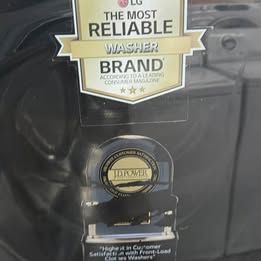 LG
THE MOST
RELIABLE
WASHER
BRAND
ACCORDING TO A LEADING
CONSUMER MAGAZINE
J.D. POWER
"Highest in Customer
Satisfaction with Front-Load
Clothes Washers"